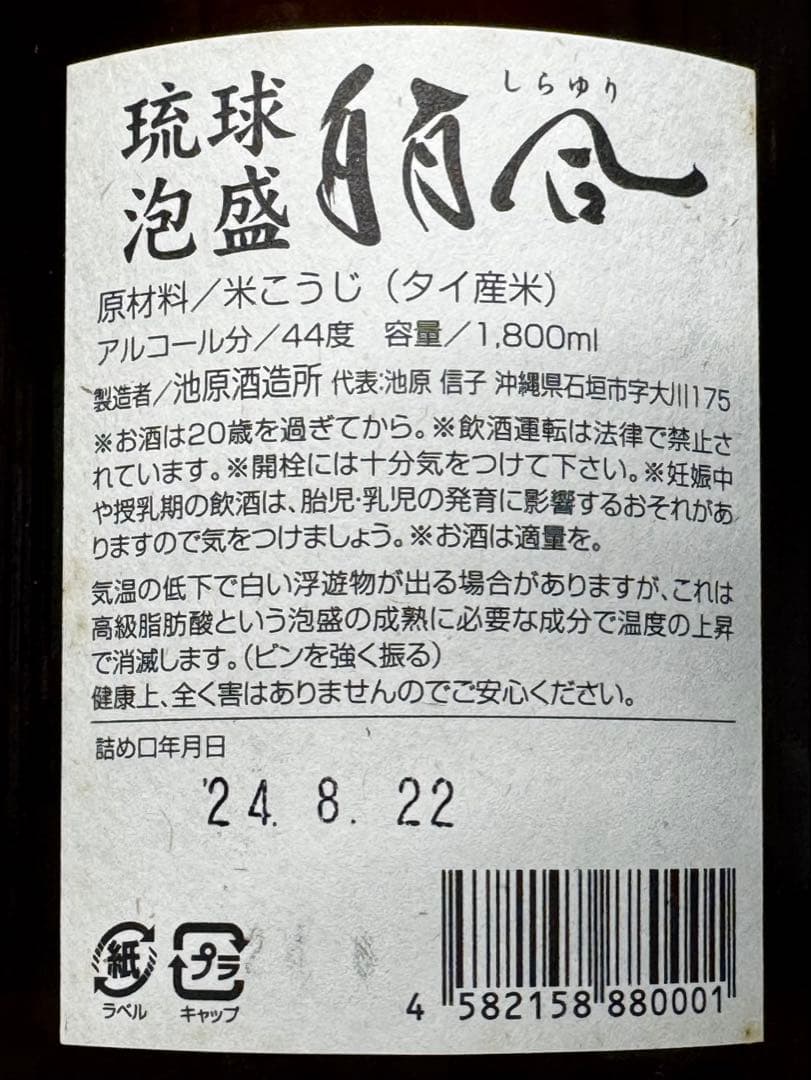 琉球
泡盛
白百合
しらゆり
原材料／米こうじ（タイ産米）
アルコール分／44度 容量／1,800ml
製造者／池原酒造所 代表:池原 信子 沖縄県石垣市字大川175
※お酒は20歳を過ぎてから。※飲酒運転は法律で禁止さ
れています。※開栓には十分気をつけて下さい。※妊娠中
や授乳期の飲酒は、胎児・乳児の発育に影響するおそれがあ
りますので気をつけましょう。※お酒は適量を。
気温の低下で白い浮遊物が出る場合がありますが、これは
高級脂肪酸という泡盛の成熟に必要な成分で温度の上昇
で消滅します。（ビンを強く振る）
健康上、全く害はありませんのでご安心ください。
詰め口年月日
'24. 8. 22
紙
ラベル
プラ
キャップ
4 582158 880001